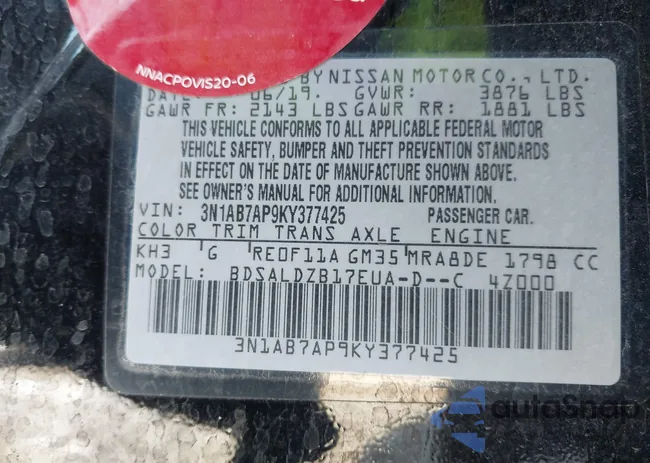 NNACPOVIS20-06
BY NISSAN MOTOR CO., LTD.
DATE: 06/19. GVWR: 3876 LBS
GAWR FR: 2143 LBS GAWR RR: 1881 LBS
THIS VEHICLE CONFORMS TO ALL APPLICABLE FEDERAL MOTOR
VEHICLE SAFETY, BUMPER AND THEFT PREVENTION STANDARDS
IN EFFECT ON THE DATE OF MANUFACTURE SHOWN ABOVE.
SEE OWNER'S MANUAL FOR ADDITIONAL INFORMATION.
VIN: 3N1AB7AP9KY377425 PASSENGER CAR.
COLOR TRIM TRANS AXLE ENGINE
KH3 G RE0F11A GM35 MRA8DE 1798 CC
MODEL: BDSALDZB17EUA-D--C 4Z000
3N1AB7AP9KY377425
autosnap